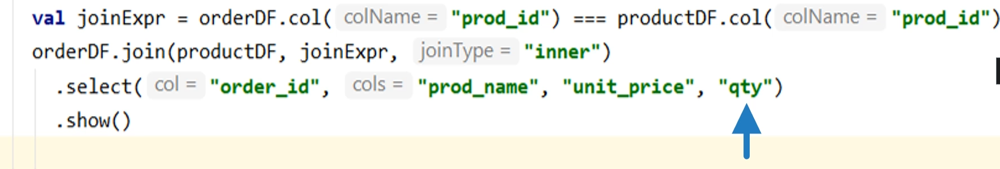 val joinExpr = orderDF.col( colName = "prod_id") === productDF.col( colName = "prod_id")
orderDF.join(productDF, joinExpr, joinType = "inner")
.select( col = "order_id", cols = "prod_name", "unit_price", "qty")
.show()